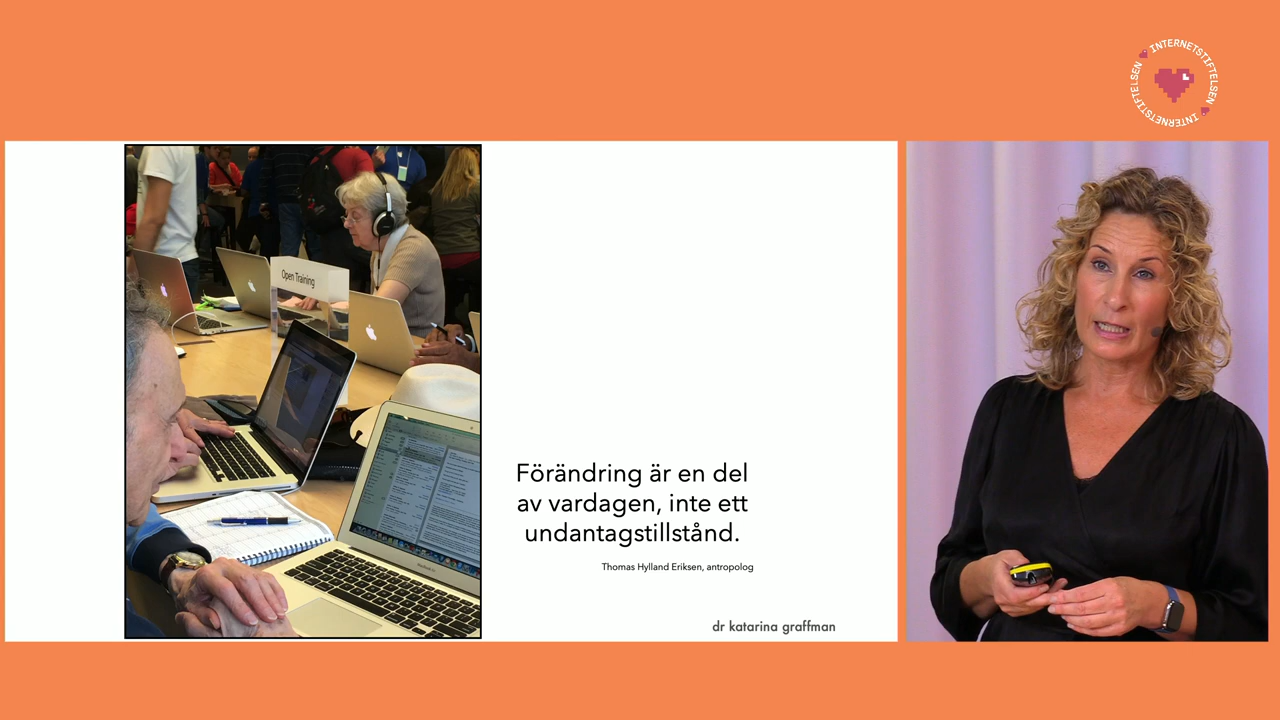 INTERNETSTIFTELSEN
INTERNETSTIFTELSEN
Open Training
Förändring är en del
av vardagen, inte ett
undantagstillstånd.
Thomas Hylland Eriksen, antropolog
dr katarina graffman